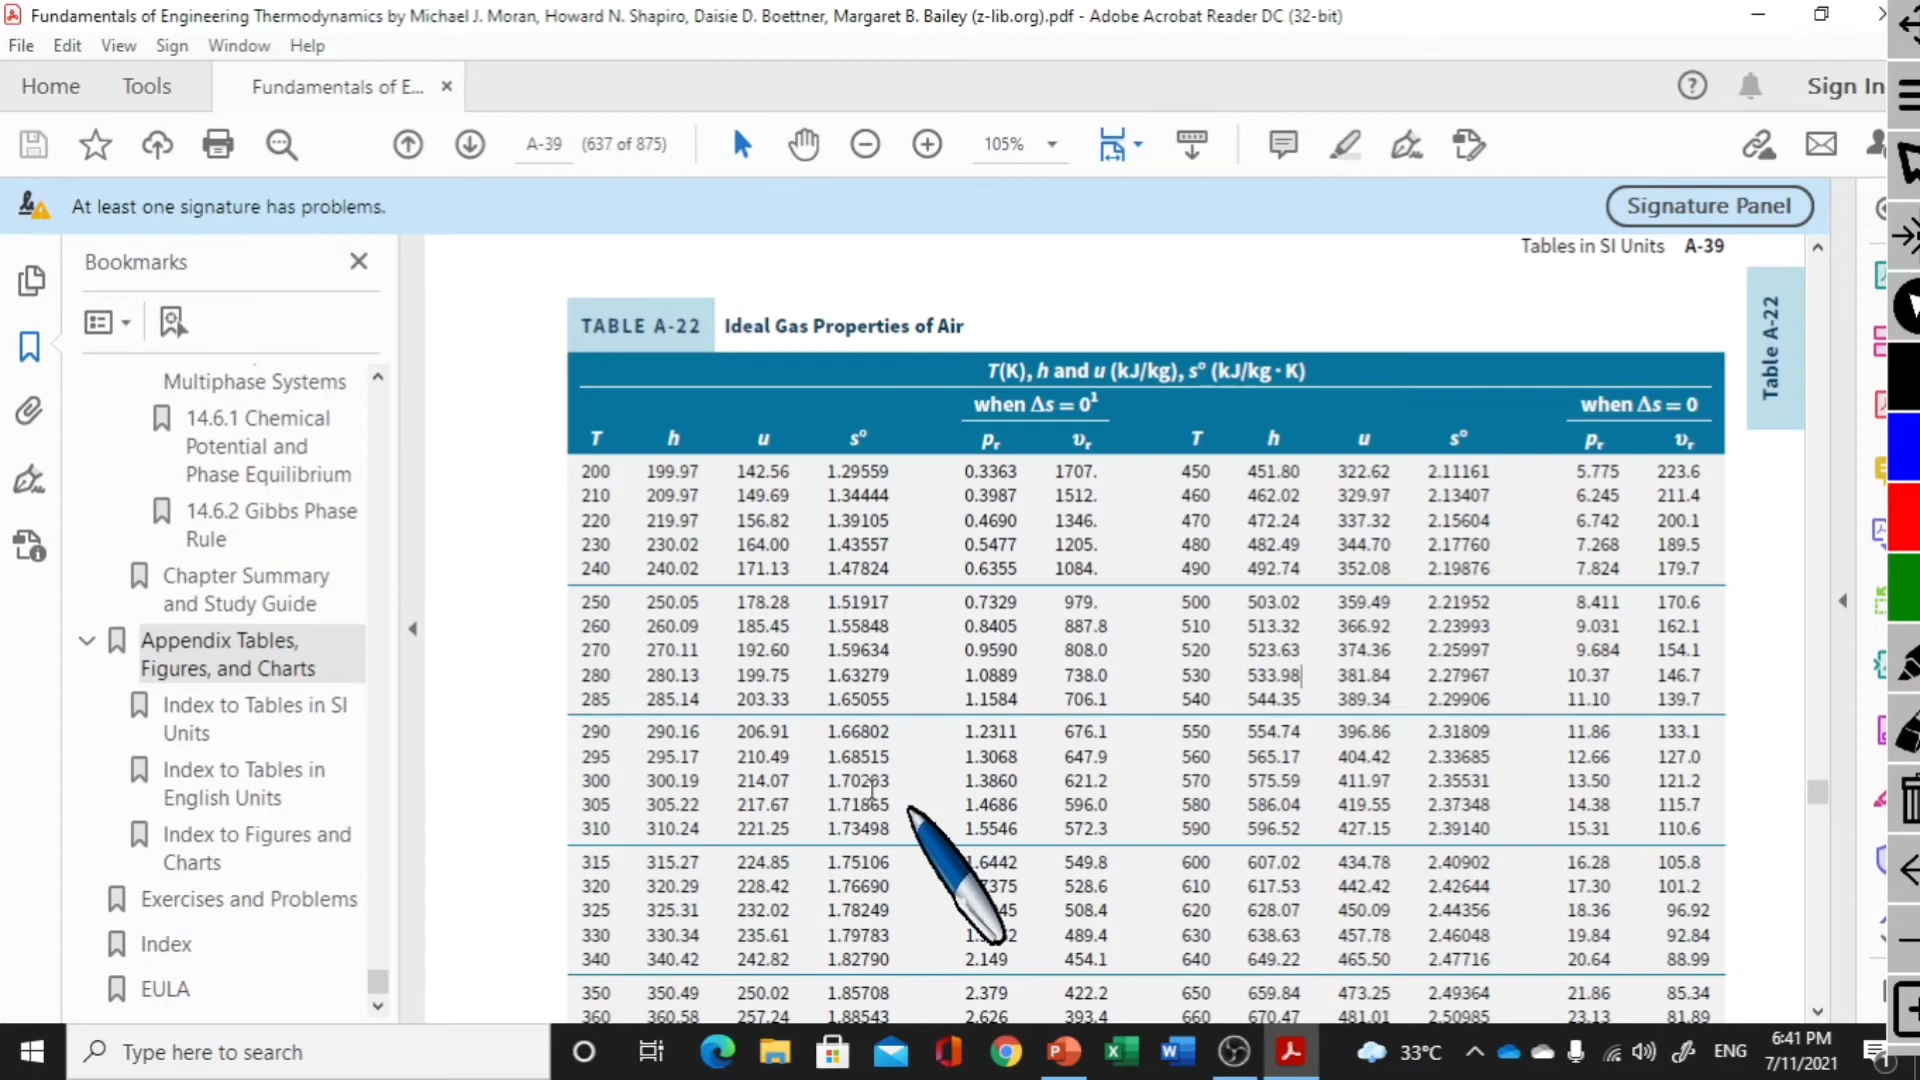 Fundamentals of Engineering Thermodynamics by Michael J. Moran, Howard N. Shapiro, Daisie D. Boettner, Margaret B. Bailey (z-lib.org).pdf - Adobe Acrobat Reader DC (32-bit)
File Edit View Sign Window Help
Home Tools Fundamentals of E... × Sign In
A-39 (637 of 875) 105%
At least one signature has problems. Signature Panel
Bookmarks
Multiphase Systems
14.6.1 Chemical
Potential and
Phase Equilibrium
14.6.2 Gibbs Phase
Rule
Chapter Summary
and Study Guide
Appendix Tables,
Figures, and Charts
Index to Tables in SI
Units
Index to Tables in
English Units
Index to Figures and
Charts
Exercises and Problems
Index
EULA
Tables in SI Units A-39
Table A-22
TABLE A-22 Ideal Gas Properties of Air
T(K), h and u (kJ/kg), s° (kJ/kg · K)
when Δs = 0¹ when Δs = 0
T h u s° pᵣ υᵣ T h u s° pᵣ υᵣ
200 199.97 142.56 1.29559 0.3363 1707. 450 451.80 322.62 2.11161 5.775 223.6
210 209.97 149.69 1.34444 0.3987 1512. 460 462.02 329.97 2.13407 6.245 211.4
220 219.97 156.82 1.39105 0.4690 1346. 470 472.24 337.32 2.15604 6.742 200.1
230 230.02 164.00 1.43557 0.5477 1205. 480 482.49 344.70 2.17760 7.268 189.5
240 240.02 171.13 1.47824 0.6355 1084. 490 492.74 352.08 2.19876 7.824 179.7
250 250.05 178.28 1.51917 0.7329 979. 500 503.02 359.49 2.21952 8.411 170.6
260 260.09 185.45 1.55848 0.8405 887.8 510 513.32 366.92 2.23993 9.031 162.1
270 270.11 192.60 1.59634 0.9590 808.0 520 523.63 374.36 2.25997 9.684 154.1
280 280.13 199.75 1.63279 1.0889 738.0 530 533.98 381.84 2.27967 10.37 146.7
285 285.14 203.33 1.65055 1.1584 706.1 540 544.35 389.34 2.29906 11.10 139.7
290 290.16 206.91 1.66802 1.2311 676.1 550 554.74 396.86 2.31809 11.86 133.1
295 295.17 210.49 1.68515 1.3068 647.9 560 565.17 404.42 2.33685 12.66 127.0
300 300.19 214.07 1.70203 1.3860 621.2 570 575.59 411.97 2.35531 13.50 121.2
305 305.22 217.67 1.71865 1.4686 596.0 580 586.04 419.55 2.37348 14.38 115.7
310 310.24 221.25 1.73498 1.5546 572.3 590 596.52 427.15 2.39140 15.31 110.6
315 315.27 224.85 1.75106 1.6442 549.8 600 607.02 434.78 2.40902 16.28 105.8
320 320.29 228.42 1.76690 528.6 610 617.53 442.42 2.42644 17.30 101.2
325 325.31 232.02 1.78249 508.4 620 628.07 450.09 2.44356 18.36 96.92
330 330.34 235.61 1.79783 489.4 630 638.63 457.78 2.46048 19.84 92.84
340 340.42 242.82 1.82790 2.149 454.1 640 649.22 465.50 2.47716 20.64 88.99
350 350.49 250.02 1.85708 2.379 422.2 650 659.84 473.25 2.49364 21.86 85.34
360 360.58 257.24 1.88543 2.626 393.4 660 670.47 481.01 2.50985 23.13 81.89
Type here to search 33°C ENG 6:41 PM
7/11/2021